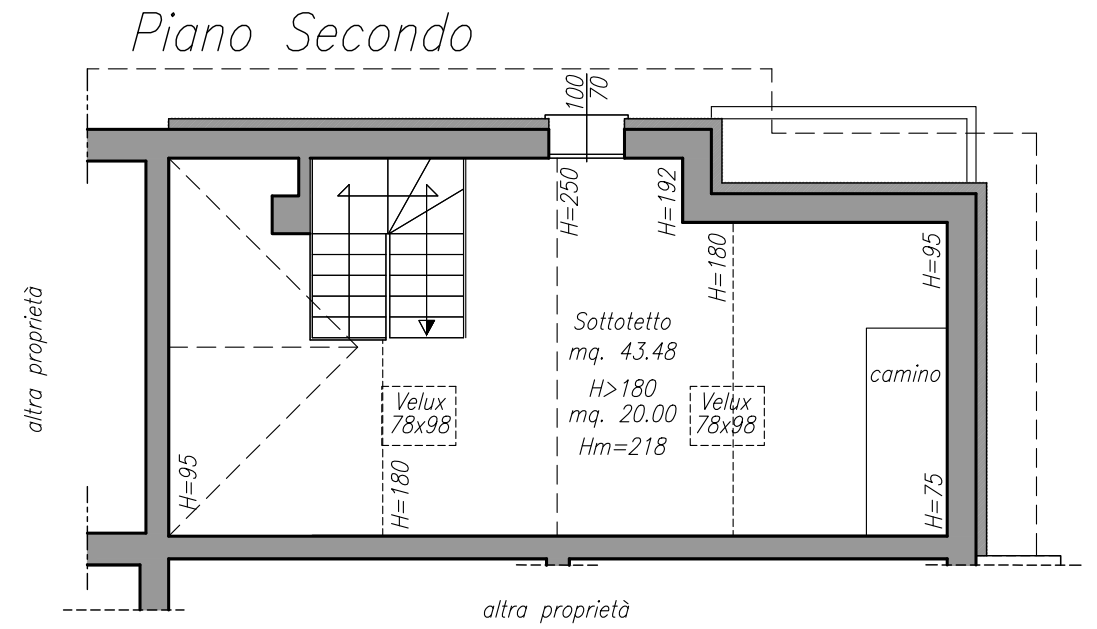 Piano Secondo
100
70
H=250
H=192
H=180
H=95
altra proprietà
Sottotetto
mq. 43.48
H>180
mq. 20.00
Hm=218
camino
Velux
78x98
Velux
78x98
H=95
H=180
H=75
altra proprietà